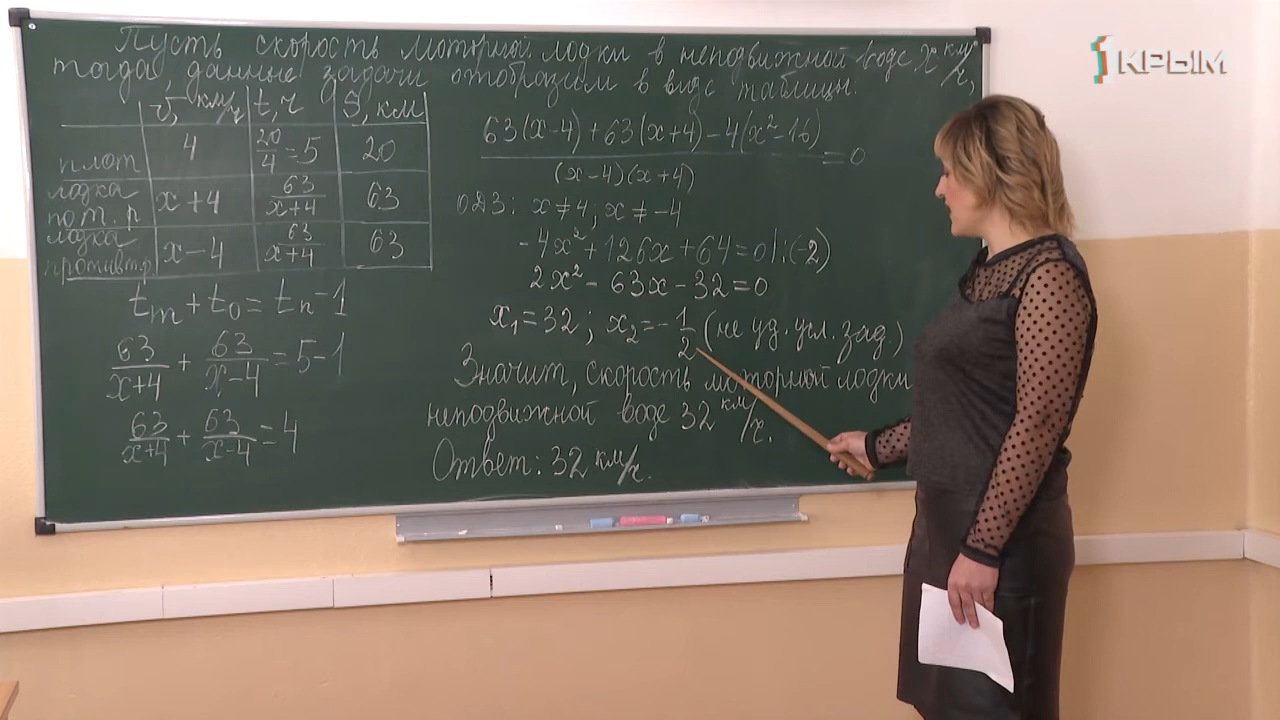 Пусть скорость моторной лодки в неподвижной воде x км/ч,
тогда, данные задачи отобразим в виде таблицы:
1 КРЫМ
v, км/ч t, ч S, км
плот 4 20/4 = 5 20
лодка по т. р x+4 63/(x+4) 63
лодка против т.р x−4 63/(x+4) 63
t_т + t_о = t_п − 1
63/(x+4) + 63/(x−4) = 5−1
63/(x+4) + 63/(x−4) = 4
(63(x−4)+63(x+4)−4(x²−16))/((x−4)(x+4)) = 0
ОДЗ: x ≠ 4; x ≠ −4
−4x² + 126x + 64 = 0 | :(−2)
2x² − 63x − 32 = 0
x₁ = 32; x₂ = −1/2 (не уд. усл. зад.)
Значит, скорость моторной лодки
неподвижной воде 32 км/ч.
Ответ: 32 км/ч.